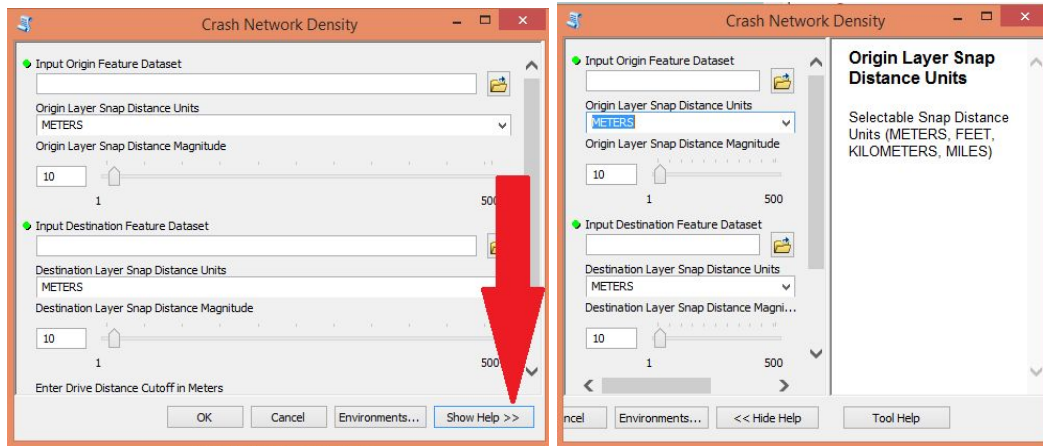 Crash Network Density
Input Origin Feature Dataset
Origin Layer Snap Distance Units
METERS
Origin Layer Snap Distance Magnitude
10
1 500
Input Destination Feature Dataset
Destination Layer Snap Distance Units
METERS
Destination Layer Snap Distance Magnitude
10
1 500
Enter Drive Distance Cutoff in Meters
OK Cancel Environments... Show Help >>
Crash Network Density
Input Origin Feature Dataset
Origin Layer Snap Distance Units
METERS
Origin Layer Snap Distance Magnitude
10
1 500
Input Destination Feature Dataset
Destination Layer Snap Distance Units
METERS
Destination Layer Snap Distance Magni...
10
1 500
ncel Environments... << Hide Help Tool Help
Origin Layer Snap
Distance Units
Selectable Snap Distance
Units (METERS, FEET,
KILOMETERS, MILES)